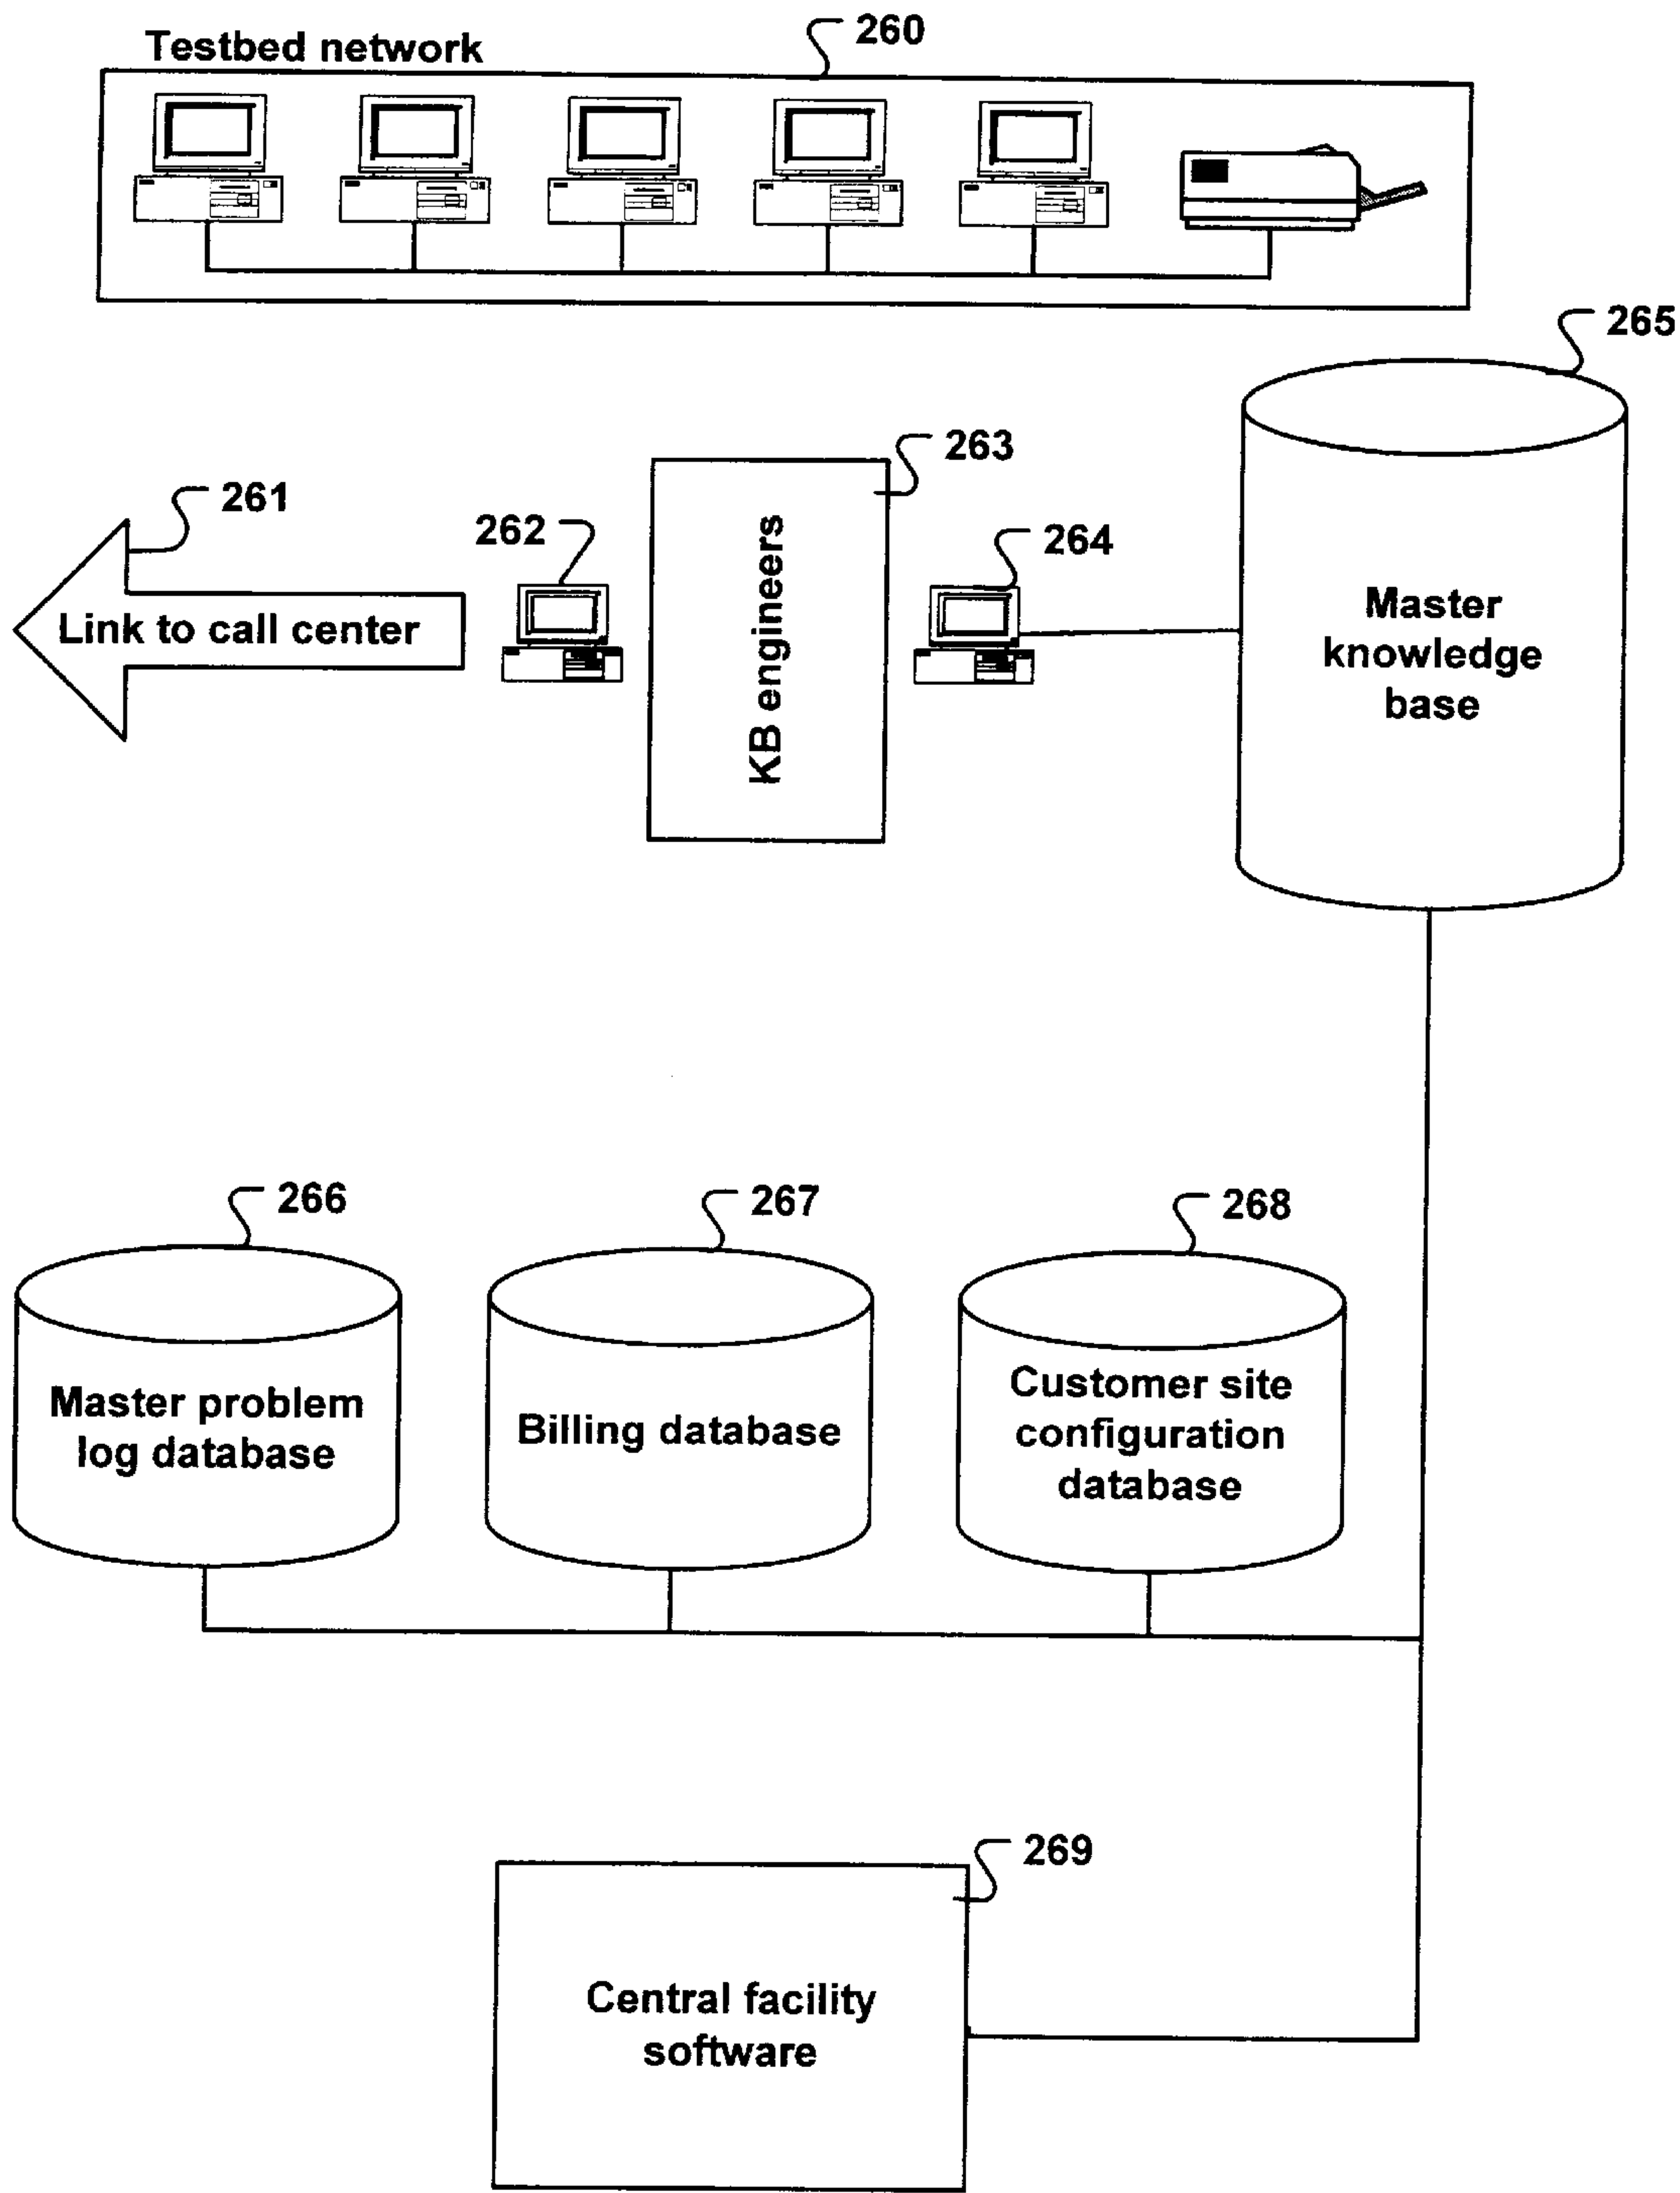 260
Testbed network
265
263
261
262
264
Link to call center
KB engineers
Master
knowledge
base
266
267
268
Master problem
log database
Billing database
Customer site
configuration
database
269
Central facility
software